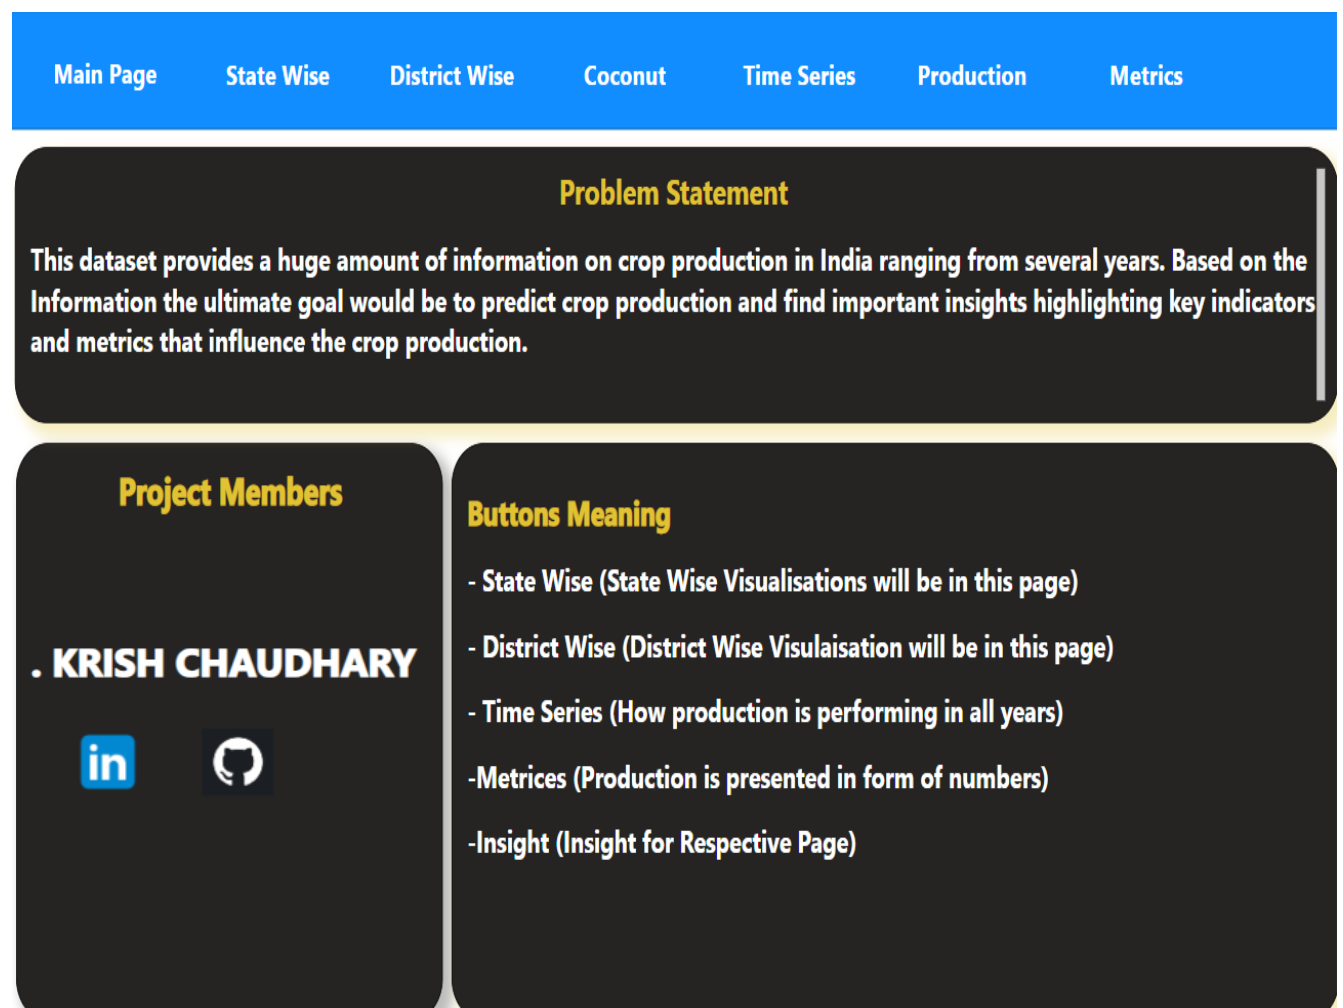 Main Page State Wise District Wise Coconut Time Series Production Metrics
Problem Statement
This dataset provides a huge amount of information on crop production in India ranging from several years. Based on the
Information the ultimate goal would be to predict crop production and find important insights highlighting key indicators
and metrics that influence the crop production.
Project Members
. KRISH CHAUDHARY
in
Buttons Meaning
- State Wise (State Wise Visualisations will be in this page)
- District Wise (District Wise Visulaisation will be in this page)
- Time Series (How production is performing in all years)
-Metrices (Production is presented in form of numbers)
-Insight (Insight for Respective Page)